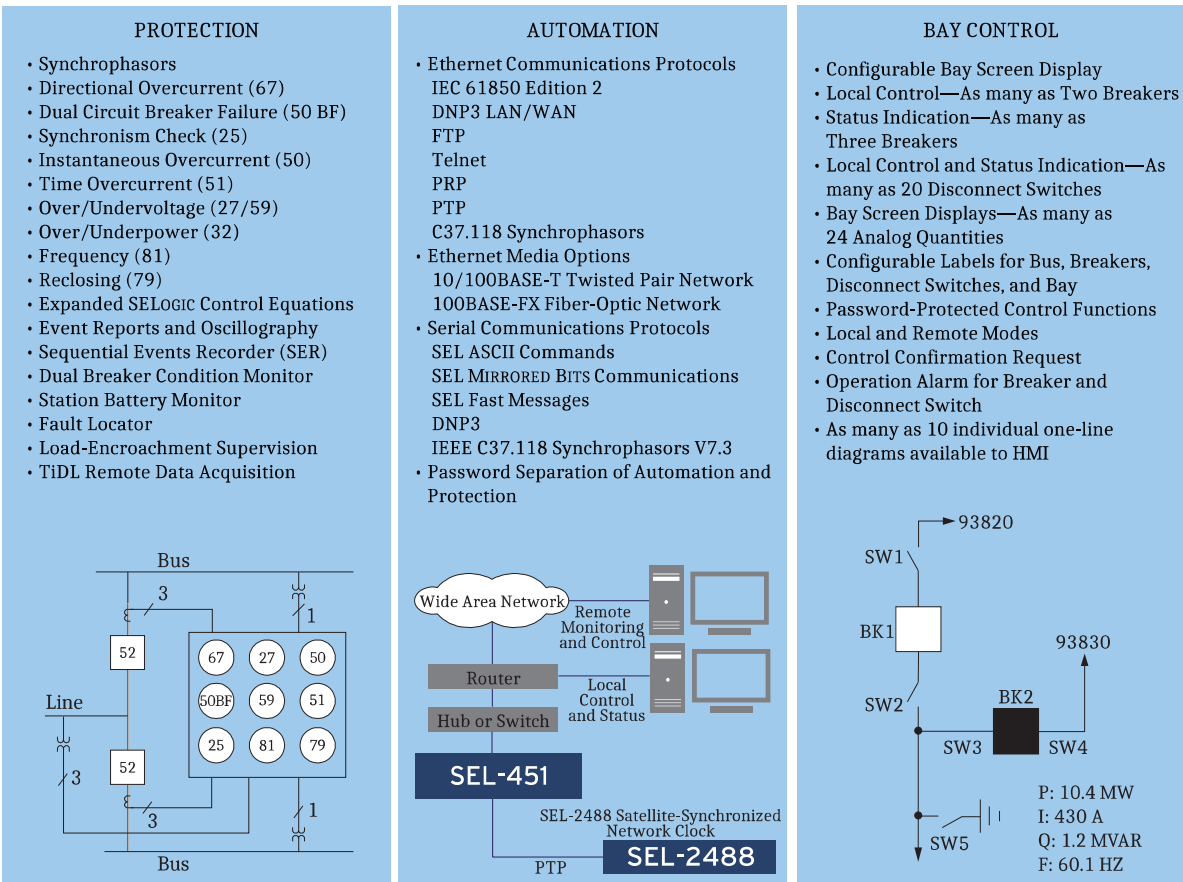 PROTECTION
• Synchrophasors
• Directional Overcurrent (67)
• Dual Circuit Breaker Failure (50 BF)
• Synchronism Check (25)
• Instantaneous Overcurrent (50)
• Time Overcurrent (51)
• Over/Undervoltage (27/59)
• Over/Underpower (32)
• Frequency (81)
• Reclosing (79)
• Expanded SELOGIC Control Equations
• Event Reports and Oscillography
• Sequential Events Recorder (SER)
• Dual Breaker Condition Monitor
• Station Battery Monitor
• Fault Locator
• Load-Encroachment Supervision
• TiDL Remote Data Acquisition
Bus
3
1
52
67
27
50
50BF
59
51
Line
25
81
79
52
3
3
1
Bus
AUTOMATION
• Ethernet Communications Protocols
IEC 61850 Edition 2
DNP3 LAN/WAN
FTP
Telnet
PRP
PTP
C37.118 Synchrophasors
• Ethernet Media Options
10/100BASE-T Twisted Pair Network
100BASE-FX Fiber-Optic Network
• Serial Communications Protocols
SEL ASCII Commands
SEL MIRRORED BITS Communications
SEL Fast Messages
DNP3
IEEE C37.118 Synchrophasors V7.3
• Password Separation of Automation and
Protection
Wide Area Network
Remote
Monitoring
and Control
Router
Local
Control
and Status
Hub or Switch
SEL-451
SEL-2488 Satellite-Synchronized
Network Clock
PTP
SEL-2488
BAY CONTROL
• Configurable Bay Screen Display
• Local Control—As many as Two Breakers
• Status Indication—As many as
Three Breakers
• Local Control and Status Indication—As
many as 20 Disconnect Switches
• Bay Screen Displays—As many as
24 Analog Quantities
• Configurable Labels for Bus, Breakers,
Disconnect Switches, and Bay
• Password-Protected Control Functions
• Local and Remote Modes
• Control Confirmation Request
• Operation Alarm for Breaker and
Disconnect Switch
• As many as 10 individual one-line
diagrams available to HMI
93820
SW1
BK1
93830
SW2
BK2
SW3
SW4
SW5
P: 10.4 MW
I: 430 A
Q: 1.2 MVAR
F: 60.1 HZ